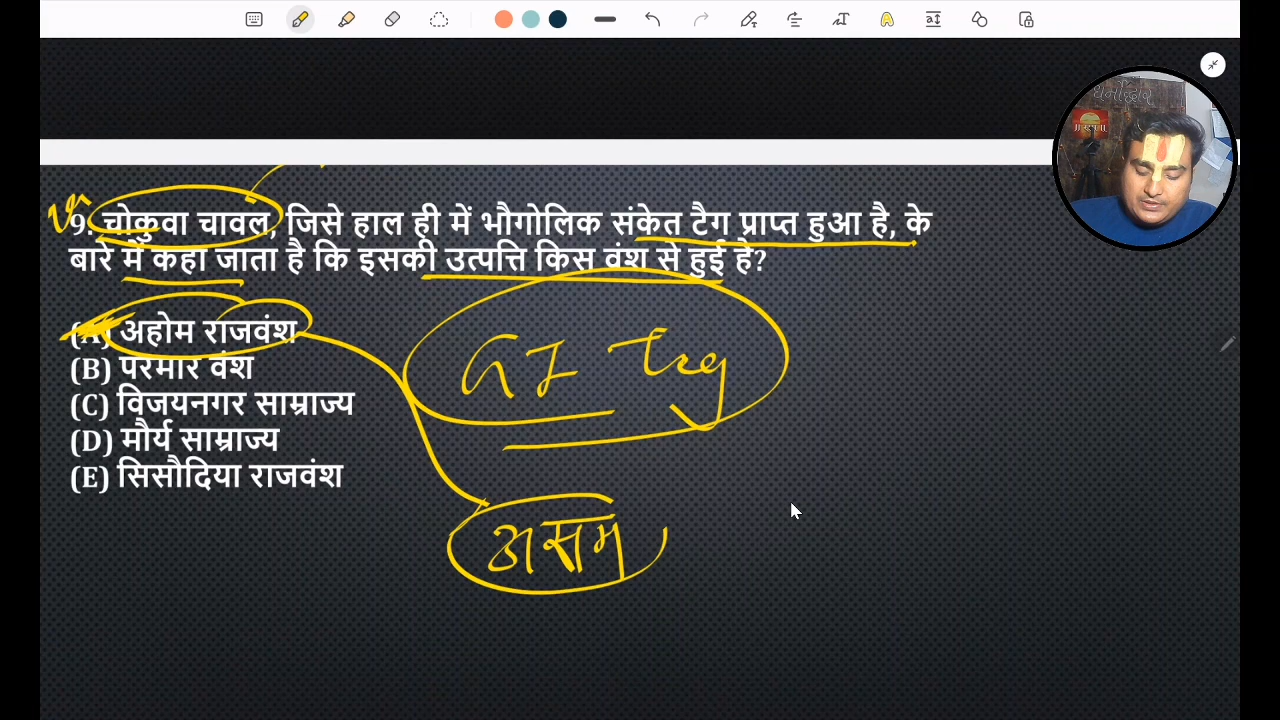 9. चोकुवा चावल, जिसे हाल ही में भौगोलिक संकेत टैग प्राप्त हुआ है, के
बारे में कहा जाता है कि इसकी उत्पत्ति किस वंश से हुई है?
(A) अहोम राजवंश
(B) परमार वंश
(C) विजयनगर साम्राज्य
(D) मौर्य साम्राज्य
(E) सिसौदिया राजवंश
GI Tag
असम